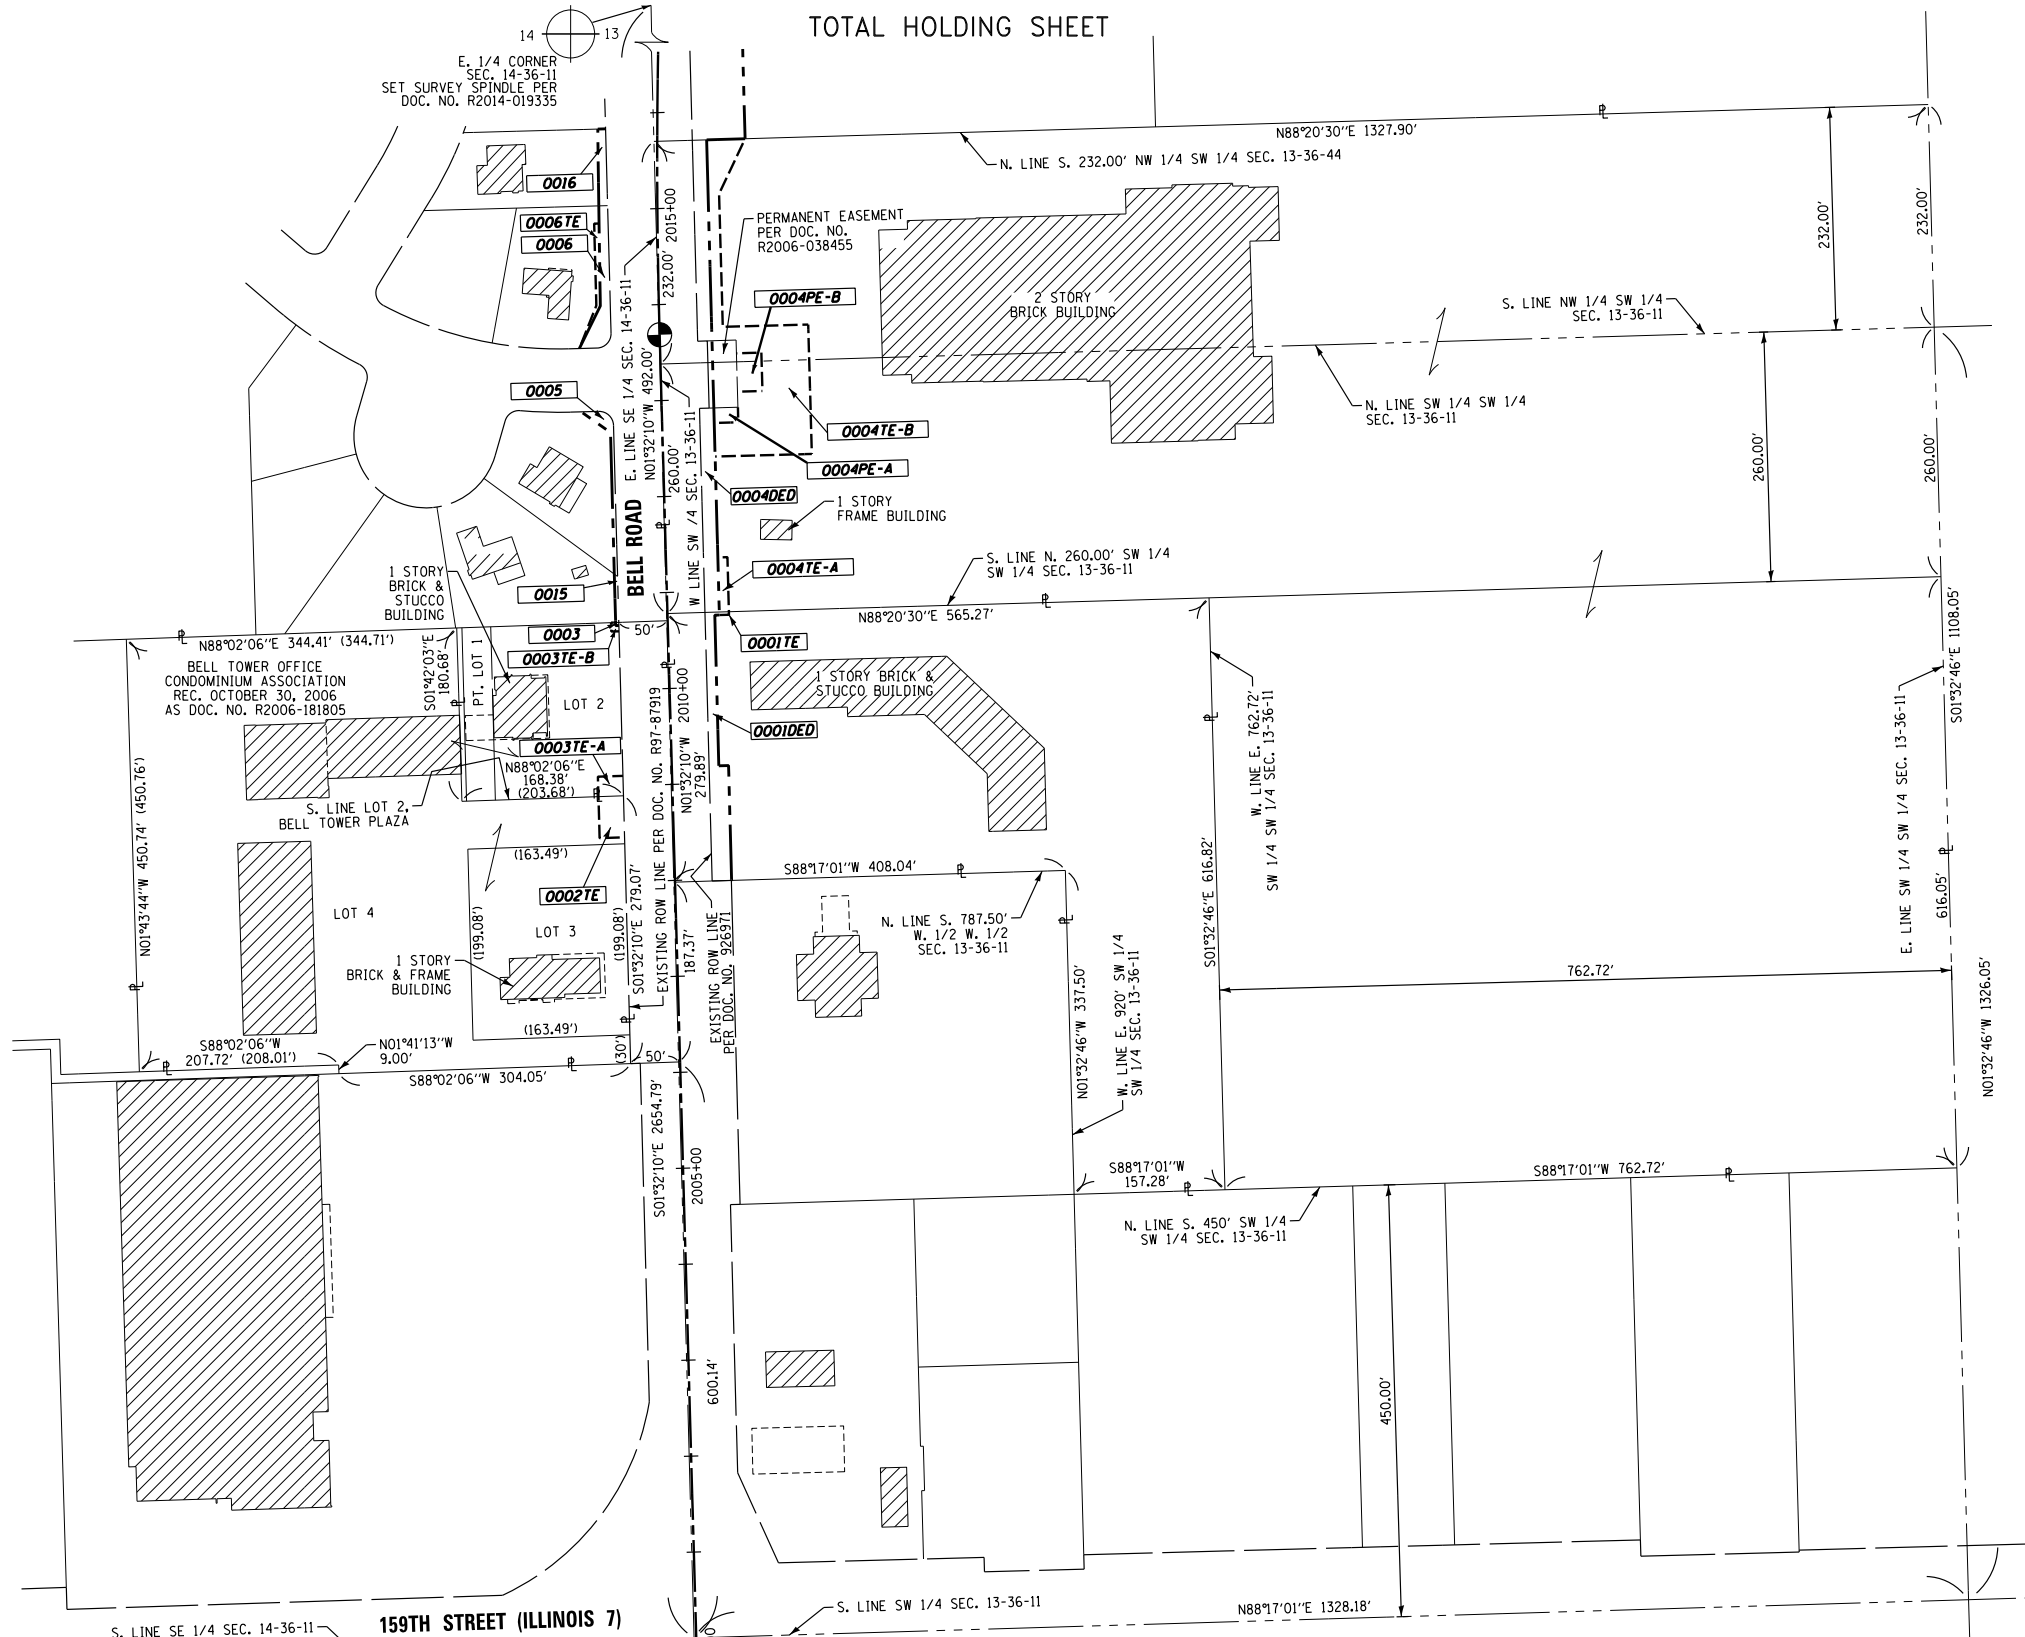 TOTAL HOLDING SHEET
14
13
E. 1/4 CORNER
SEC. 14-36-11
SET SURVEY SPINDLE PER
DOC. NO. R2014-019335
N88°20'30"E 1327.90'
N. LINE S. 232.00' NW 1/4 SW 1/4 SEC. 13-36-44
0016
0006TE
0006
PERMANENT EASEMENT
PER DOC. NO.
R2006-038455
0004PE-B
2 STORY
BRICK BUILDING
232.00'
232.00'
S. LINE NW 1/4 SW 1/4
SEC. 13-36-11
2015+00
232.00'
E. LINE SE 1/4 SEC. 14-36-11
N01°32'10"W 492.00'
260.00'
W LINE SW /4 SEC. 13-36-11
BELL ROAD
0005
N. LINE SW 1/4 SW 1/4
SEC. 13-36-11
0004TE-B
0004PE-A
0004DED
1 STORY
FRAME BUILDING
260.00'
260.00'
0004TE-A
S. LINE N. 260.00' SW 1/4
SW 1/4 SEC. 13-36-11
N88°20'30"E 565.27'
1 STORY
BRICK &
STUCCO
BUILDING
0015
0003
50'
0003TE-B
0001TE
N88°02'06"E 344.41' (344.71')
BELL TOWER OFFICE
CONDOMINIUM ASSOCIATION
REC. OCTOBER 30, 2006
AS DOC. NO. R2006-181805
S01°42'03"E
180.68'
PT. LOT 1
LOT 2
1 STORY BRICK &
STUCCO BUILDING
0001DED
0003TE-A
N88°02'06"E
168.38'
(203.68')
S. LINE LOT 2,
BELL TOWER PLAZA
2010+00
N01°32'10"W
279.89'
EXISTING ROW LINE PER DOC. NO. R97-87919
W. LINE E. 762.72'
SW 1/4 SW 1/4 SEC. 13-36-11
S01°32'46"E 1108.05'
E. LINE SW 1/4 SW 1/4 SEC. 13-36-11
616.05'
N01°43'44"W 450.74' (450.76')
(163.49')
0002TE
S88°17'01"W 408.04'
S01°32'46"E 616.82'
N. LINE S. 787.50'
W. 1/2 W. 1/2
SEC. 13-36-11
LOT 4
LOT 3
(199.08')
(199.08')
S01°32'10"E 279.07'
187.37'
EXISTING ROW LINE
PER DOC. NO. 926971
1 STORY
BRICK & FRAME
BUILDING
(163.49')
(30')
50'
N01°32'46"W 337.50'
W. LINE E. 920' SW 1/4
SW 1/4 SEC. 13-36-11
762.72'
N01°32'46"W 1326.05'
S88°02'06"W
207.72' (208.01')
N01°41'13"W
9.00'
S88°02'06"W 304.05'
S01°32'10"E 2654.79'
2005+00
S88°17'01"W
157.28'
S88°17'01"W 762.72'
N. LINE S. 450' SW 1/4
SW 1/4 SEC. 13-36-11
600.14'
450.00'
S. LINE SW 1/4 SEC. 13-36-11
N88°17'01"E 1328.18'
159TH STREET (ILLINOIS 7)
S. LINE SE 1/4 SEC. 14-36-11